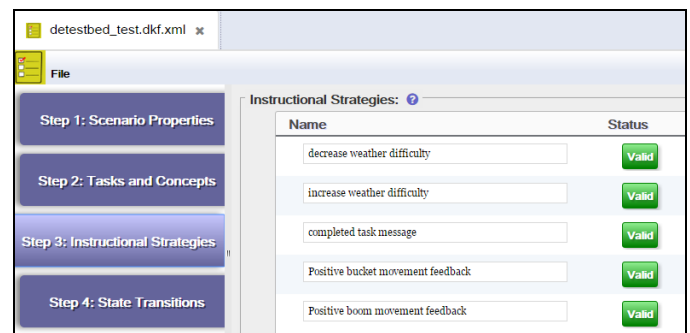 detestbed_test.dkf.xml x
File
Step 1: Scenario Properties
Step 2: Tasks and Concepts
Step 3: Instructional Strategies
Step 4: State Transitions
Instructional Strategies: ?
Name Status
decrease weather difficulty Valid
increase weather difficulty Valid
completed task message Valid
Positive bucket movement feedback Valid
Positive boom movement feedback Valid